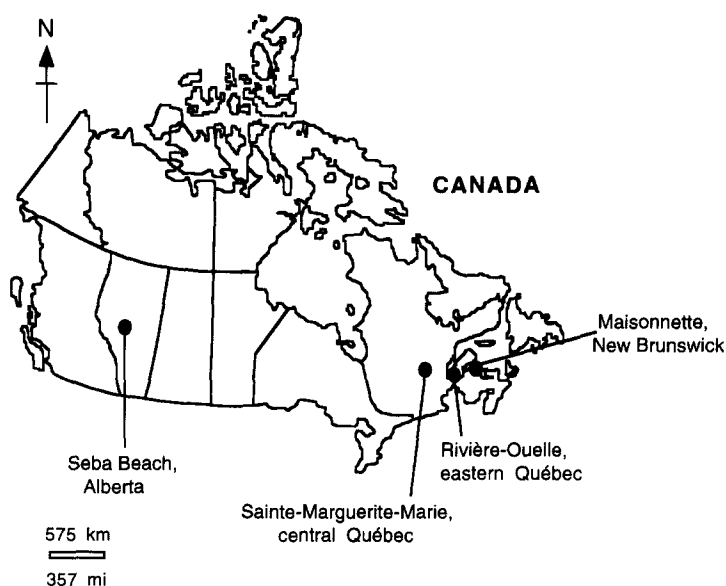 N
CANADA
Maisonnette,
New Brunswick
Rivière-Ouelle,
eastern Québec
Seba Beach,
Alberta
Sainte-Marguerite-Marie,
central Québec
575 km
357 mi